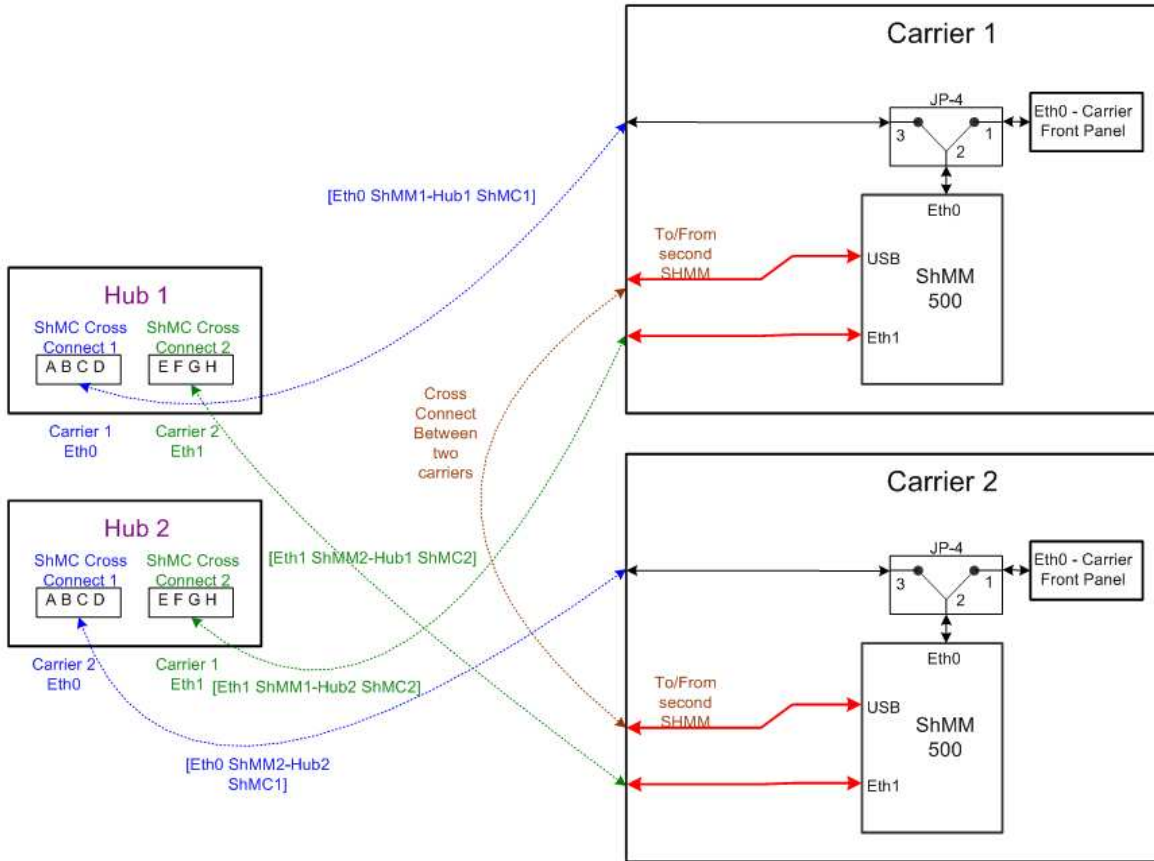 Carrier 1
JP-4
3
1
2
Eth0 - Carrier
Front Panel
Eth0
[Eth0 ShMM1-Hub1 ShMC1]
To/From
second
SHMM
USB
ShMM
500
Eth1
Hub 1
ShMC Cross
Connect 1
ShMC Cross
Connect 2
A B C D
E F G H
Carrier 1
Eth0
Carrier 2
Eth1
Cross
Connect
Between
two
carriers
Carrier 2
JP-4
3
1
2
Eth0 - Carrier
Front Panel
Eth0
Hub 2
ShMC Cross
Connect 1
ShMC Cross
Connect 2
A B C D
E F G H
[Eth1 ShMM2-Hub1 ShMC2]
Carrier 2
Eth0
Carrier 1
Eth1
[Eth1 ShMM1-Hub2 ShMC2]
To/From
second
SHMM
USB
ShMM
500
Eth1
[Eth0 ShMM2-Hub2
ShMC1]